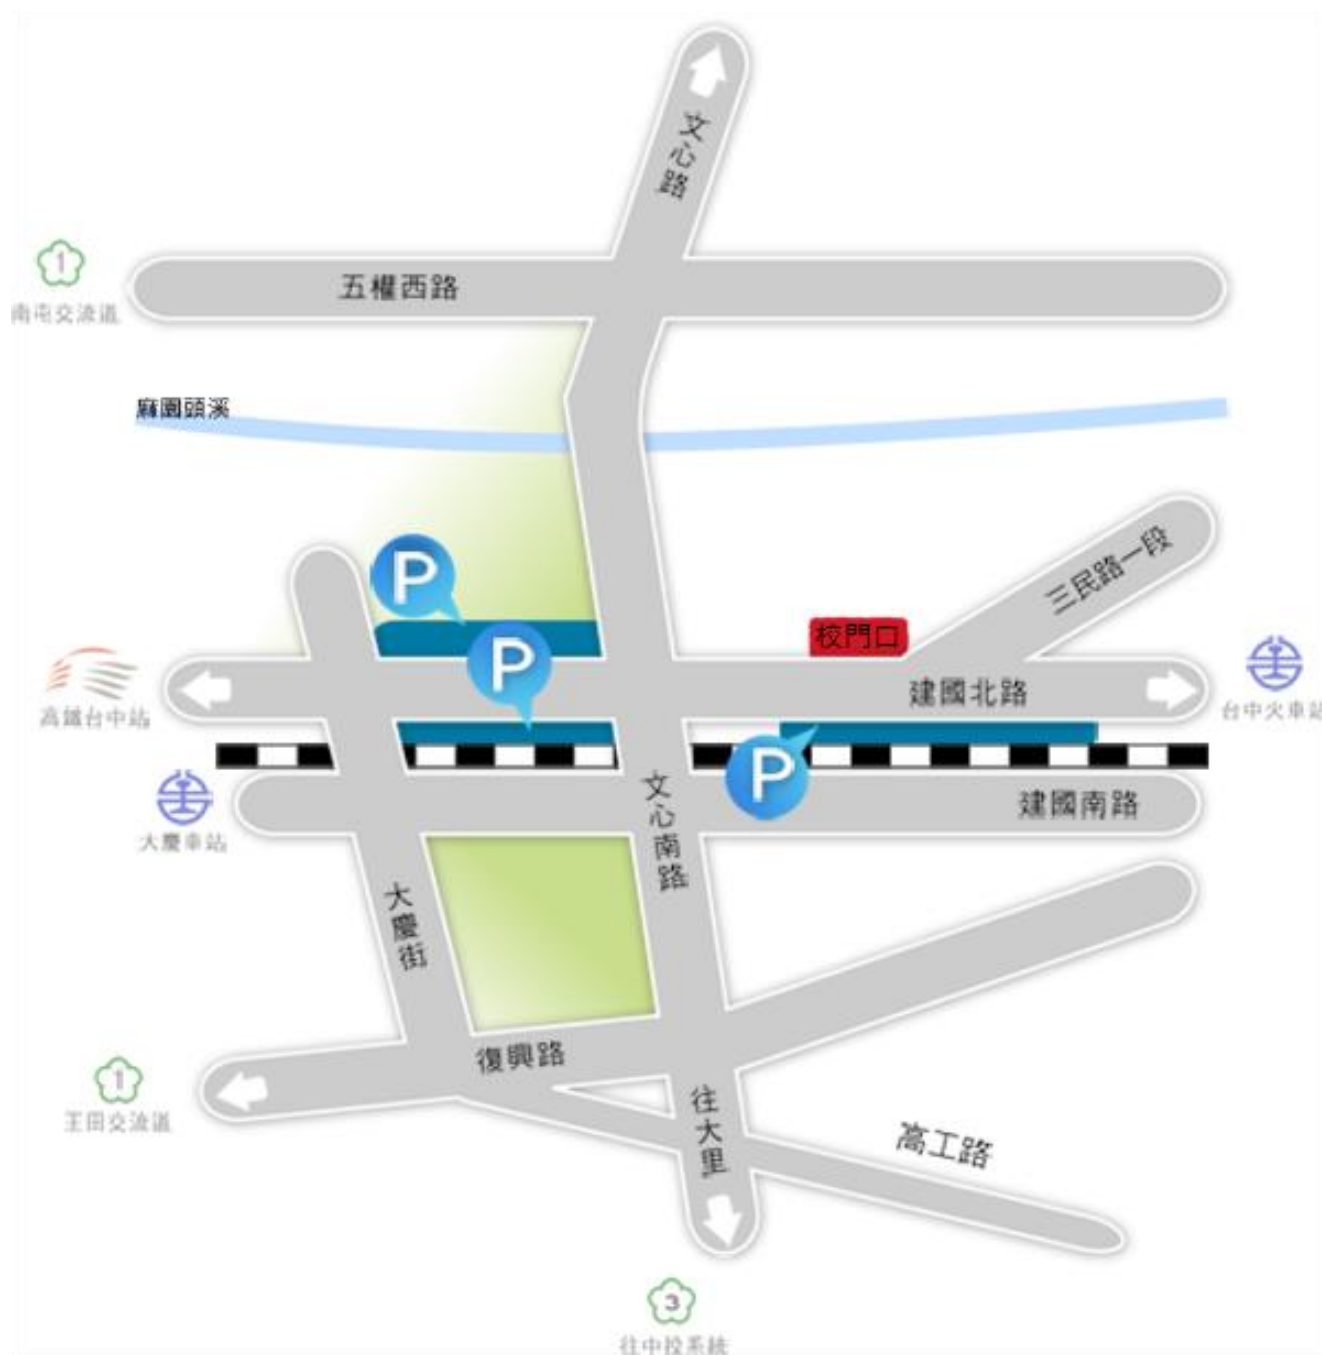 文心路
1
五權西路
南屯交流道
麻園頭溪
三民路一段
P
校門口
P
建國北路
高鐵台中站
台中火車站
P
文心南路
建國南路
大慶車站
大慶街
復興路
1
王田交流道
往大里
高工路
3
往中投系統